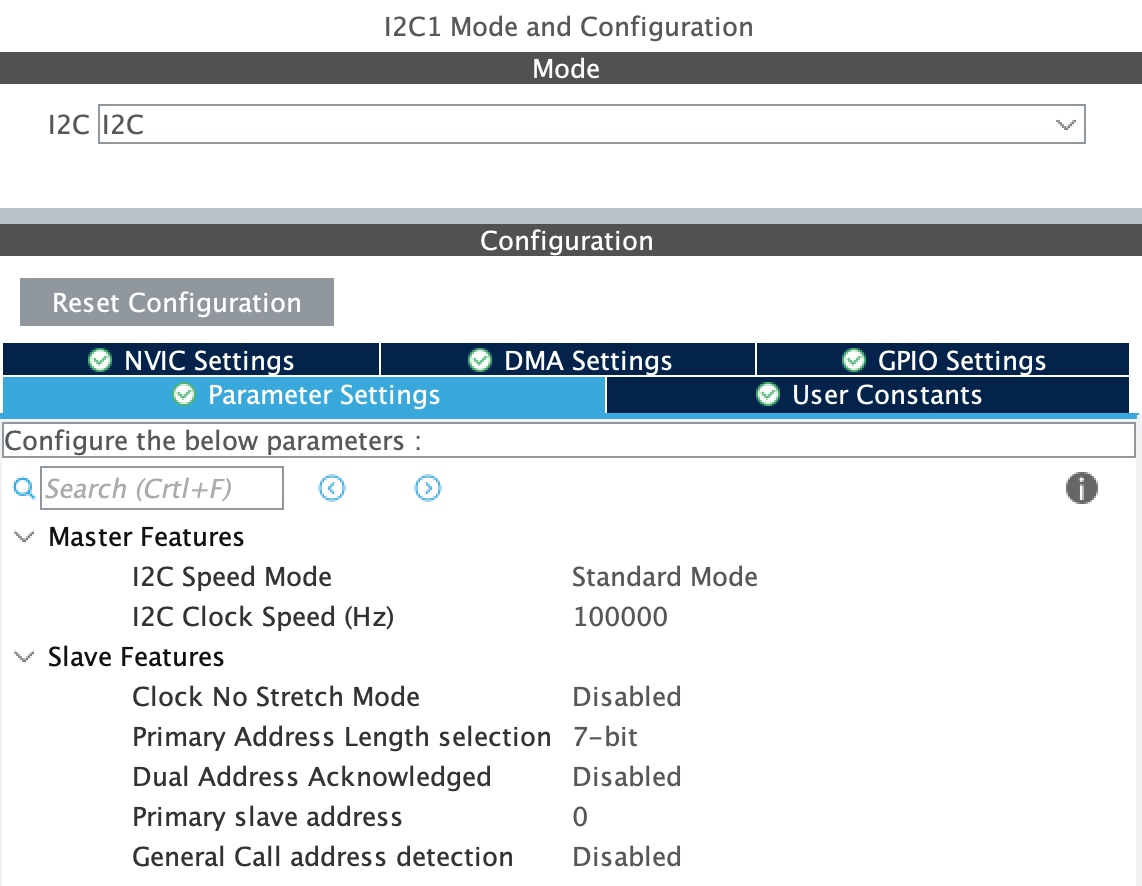 I2C1 Mode and Configuration
Mode
I2C I2C
Configuration
Reset Configuration
NVIC Settings DMA Settings GPIO Settings
Parameter Settings User Constants
Configure the below parameters :
Search (Crtl+F)
Master Features
I2C Speed Mode Standard Mode
I2C Clock Speed (Hz) 100000
Slave Features
Clock No Stretch Mode Disabled
Primary Address Length selection 7-bit
Dual Address Acknowledged Disabled
Primary slave address 0
General Call address detection Disabled